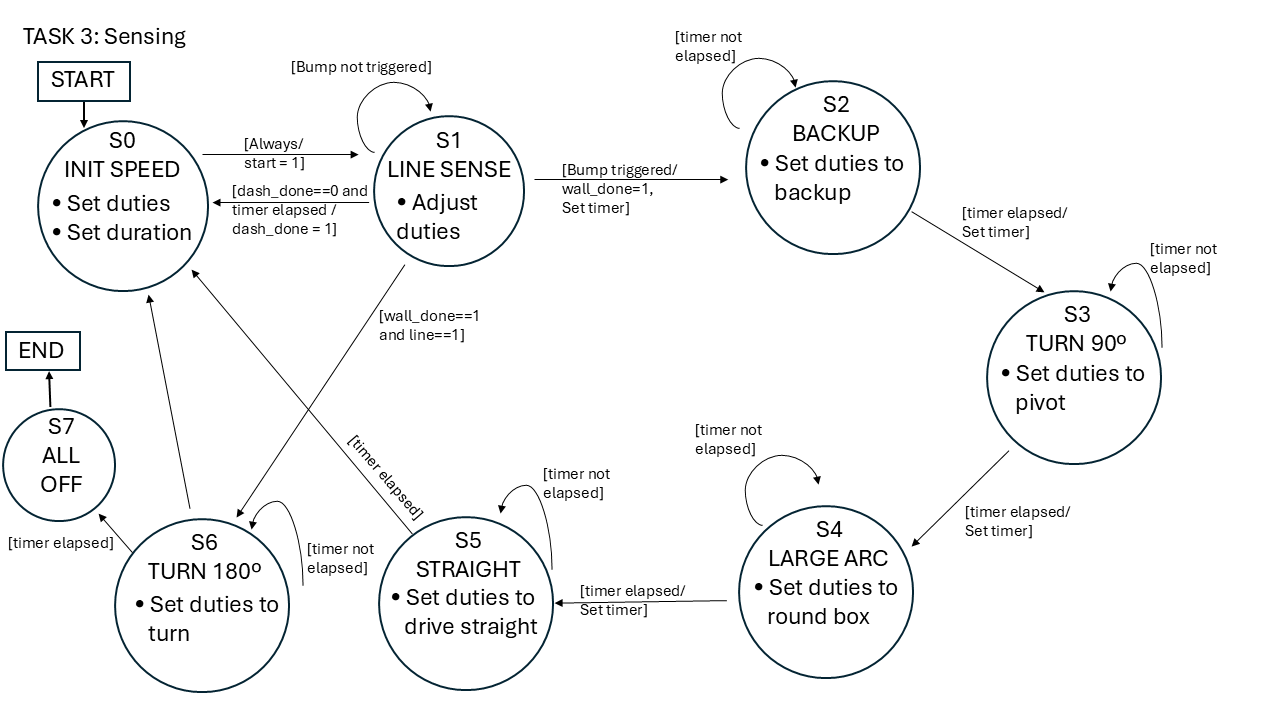 TASK 3: Sensing
START
S0
INIT SPEED
• Set duties
• Set duration
[Always/
start = 1]
[dash_done==0 and
timer elapsed /
dash_done = 1]
[Bump not triggered]
S1
LINE SENSE
• Adjust
duties
[Bump triggered/
wall_done=1,
Set timer]
[timer not
elapsed]
S2
BACKUP
• Set duties to
backup
[timer elapsed/
Set timer]
[timer not
elapsed]
S3
TURN 90º
• Set duties to
pivot
[timer elapsed/
Set timer]
[timer not
elapsed]
S4
LARGE ARC
• Set duties to
round box
[timer elapsed/
Set timer]
[timer not
elapsed]
S5
STRAIGHT
• Set duties to
drive straight
[timer elapsed]
[wall_done==1
and line==1]
[timer not
elapsed]
S6
TURN 180º
• Set duties to
turn
[timer elapsed]
S7
ALL
OFF
END